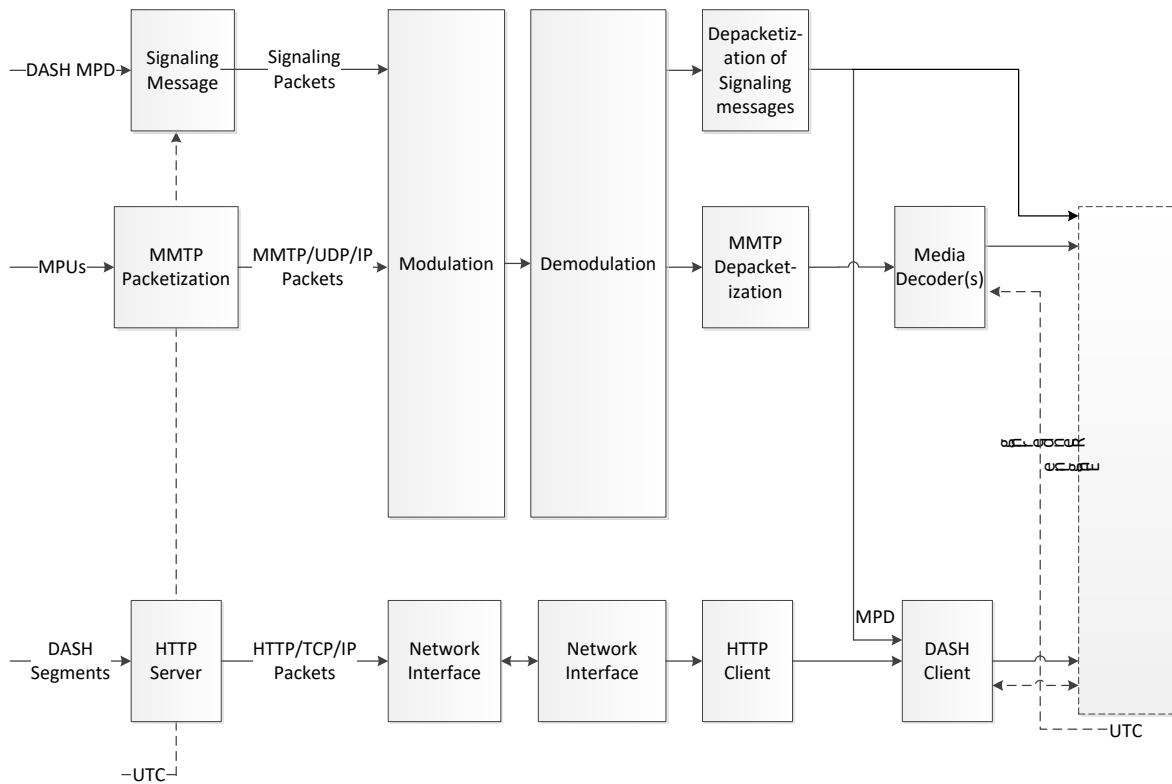 DASH MPD
Signaling
Message
Signaling
Packets
Depacketiz-
ation of
Signaling
messages
MPUs
MMTP
Packetization
MMTP/UDP/IP
Packets
Modulation
Demodulation
MMTP
Depacket-
ization
Media
Decoder(s)
Rendering
Engine
DASH
Segments
HTTP
Server
HTTP/TCP/IP
Packets
Network
Interface
Network
Interface
HTTP
Client
MPD
DASH
Client
UTC
UTC